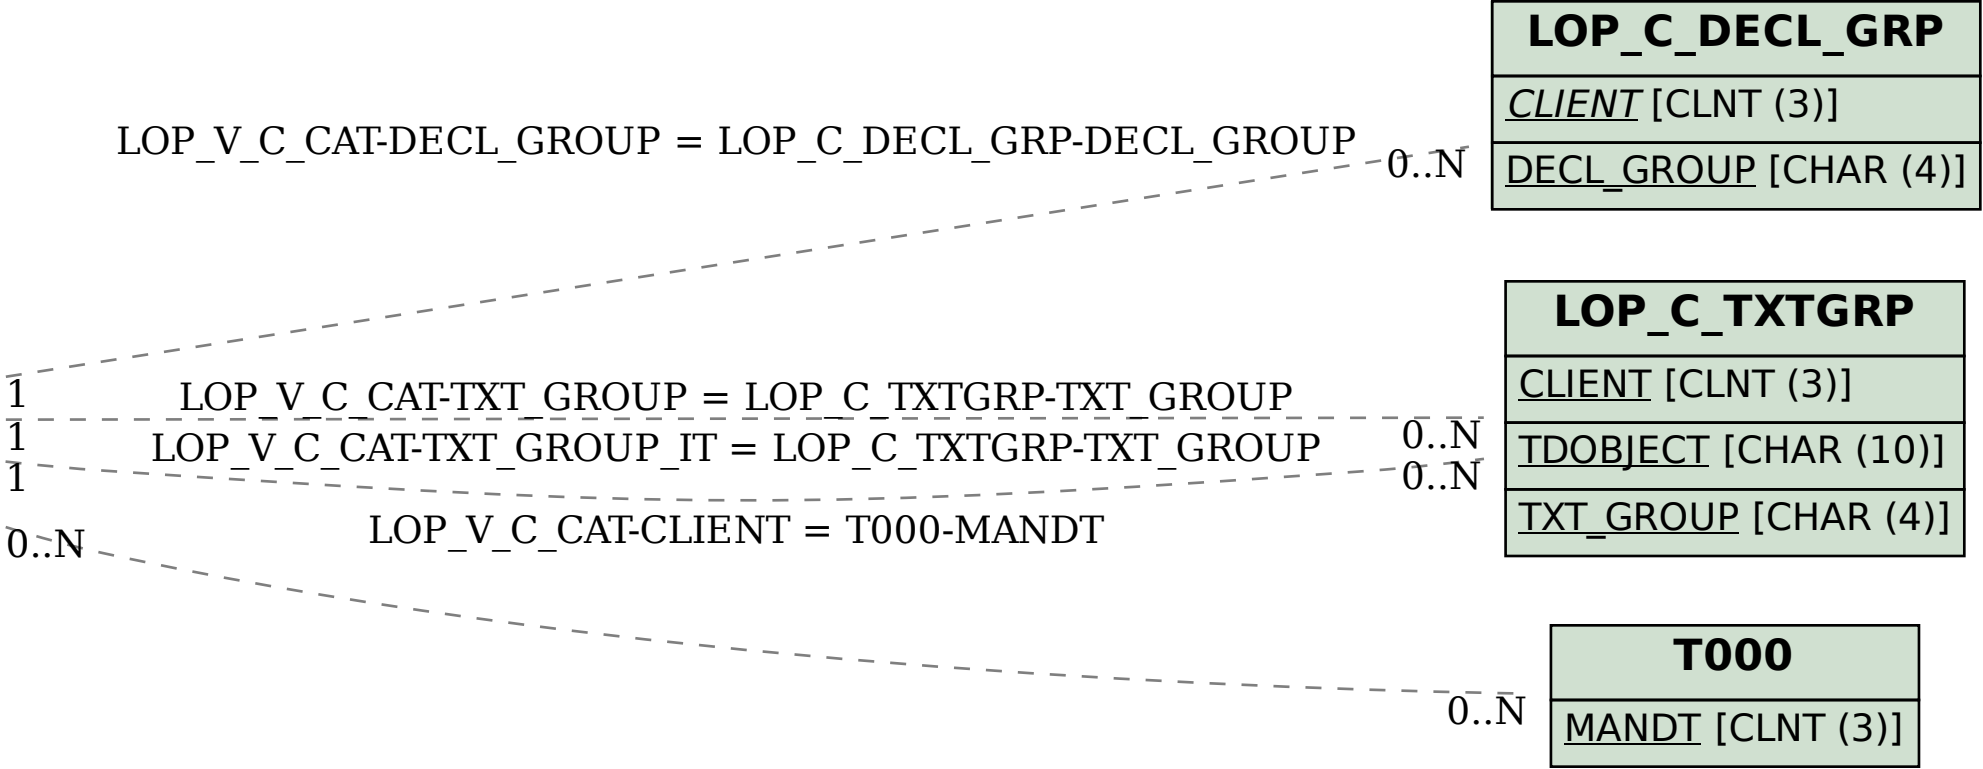 LOP_C_DECL_GRP
CLIENT [CLNT (3)]
LOP_V_C_CAT-DECL_GROUP = LOP_C_DECL_GRP-DECL_GROUP
0..N
DECL_GROUP [CHAR (4)]
LOP_C_TXTGRP
CLIENT [CLNT (3)]
1
LOP_V_C_CAT-TXT_GROUP = LOP_C_TXTGRP-TXT_GROUP
1
0..N
LOP_V_C_CAT-TXT_GROUP_IT = LOP_C_TXTGRP-TXT_GROUP
TDOBJECT [CHAR (10)]
1
0..N
TXT_GROUP [CHAR (4)]
LOP_V_C_CAT-CLIENT = T000-MANDT
0..N
T000
0..N
MANDT [CLNT (3)]